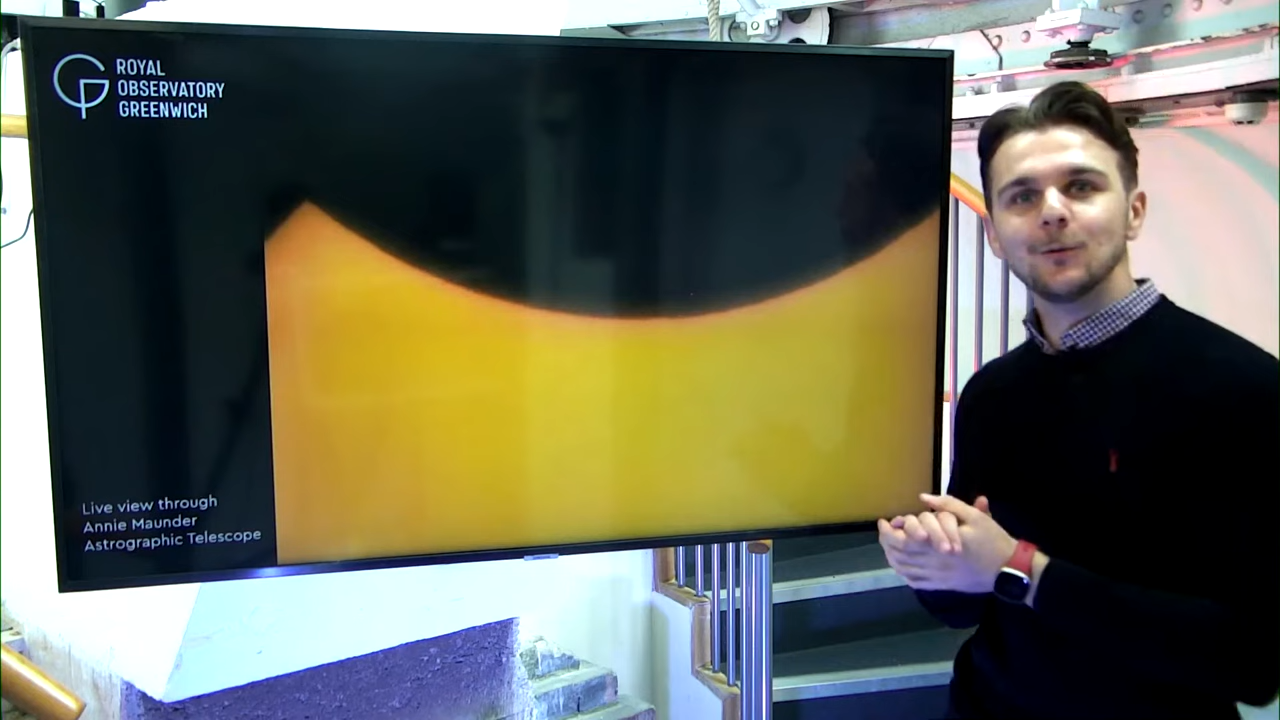 ROYAL
OBSERVATORY
GREENWICH
Live view through
Annie Maunder
Astrographic Telescope